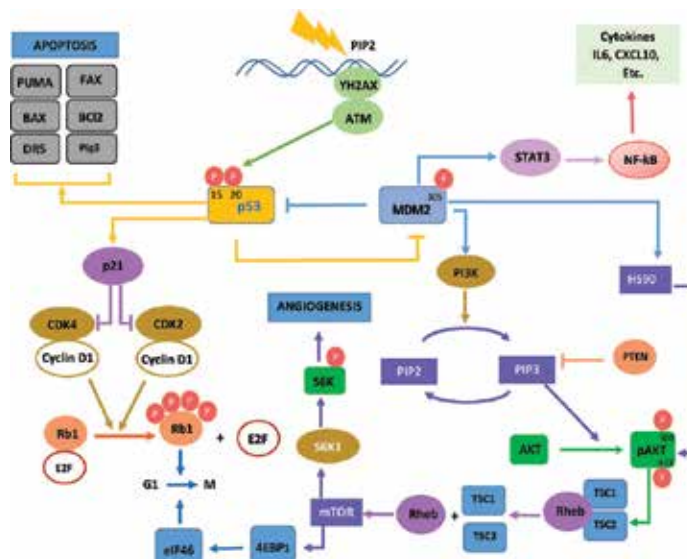 APOPTOSIS
PUMA
FAX
BAX
BCl2
DR5
PIP2
YH2AX
ATM
Cytokines
IL6, CXCL10,
Etc.
STAT3
NF-kB
P P
15 20
p53
P
MDM2
p21
PI3K
HS90
CDK4
CDK2
Cyclin D1
Cyclin D1
ANGIOGENESIS
P
S6K
PIP2
PIP3
PTEN
P P P P
Rb1
Rb1
+
E2F
E2F
S6K1
AKT
P
pAKT
G1
M
mTOR
Rheb
+
TSC1
TSC2
Rheb
TSC1
TSC2
eIF46
4EBP1